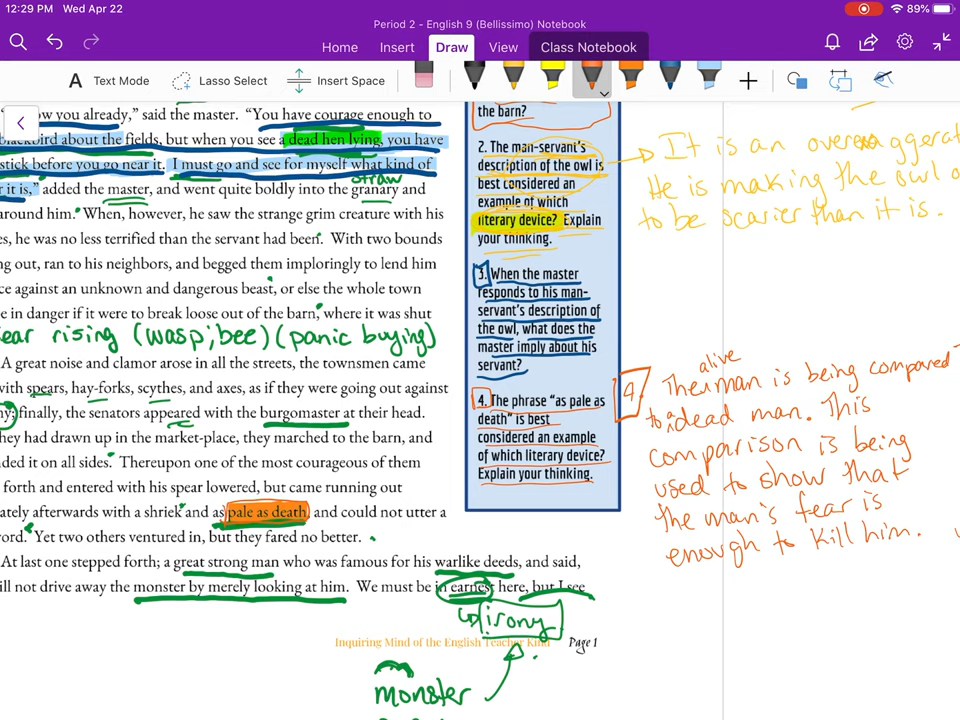 12:29 PM Wed Apr 22
89%
Period 2 - English 9 (Bellissimo) Notebook
Home Insert Draw View Class Notebook
Text Mode Lasso Select Insert Space
ow you already,” said the master. “You have courage enough to
blackbird about the fields, but when you see a dead hen lying, you have
stick before you go near it. I must go and see for myself what kind of
straw
r it is,” added the master, and went quite boldly into the granary and
around him. When, however, he saw the strange grim creature with his
es, he was no less terrified than the servant had been. With two bounds
ng out, ran to his neighbors, and begged them imploringly to lend him
ce against an unknown and dangerous beast, or else the whole town
e in danger if it were to break loose out of the barn, where it was shut
ear rising (wasp; bee) (panic buying)
A great noise and clamor arose in all the streets, the townsmen came
with spears, hay-forks, scythes, and axes, as if they were going out against
ny; finally, the senators appeared with the burgomaster at their head.
hey had drawn up in the market-place, they marched to the barn, and
nded it on all sides. Thereupon one of the most courageous of them
forth and entered with his spear lowered, but came running out
ately afterwards with a shriek and as pale as death, and could not utter a
ord. Yet two others ventured in, but they fared no better.
At last one stepped forth; a great strong man who was famous for his warlike deeds, and said,
ill not drive away the monster by merely looking at him. We must be in earnest here, but I see
irony
monster
the barn?
2. The man-servant's
description of the owl is
best considered an
example of which
literary device? Explain
your thinking.
3. When the master
responds to his man-
servant's description of
the owl, what does the
master imply about his
servant?
4. The phrase “as pale as
death” is best
considered an example
of which literary device?
Explain your thinking.
It is an overaggerat
He is making the owl o
to be scarier than it is.
alive
4. The man is being compared
to a dead man. This
comparison is being
used to show that
the man's fear is
enough to kill him.
Inquiring Mind of the English Teacher Kind Page 1